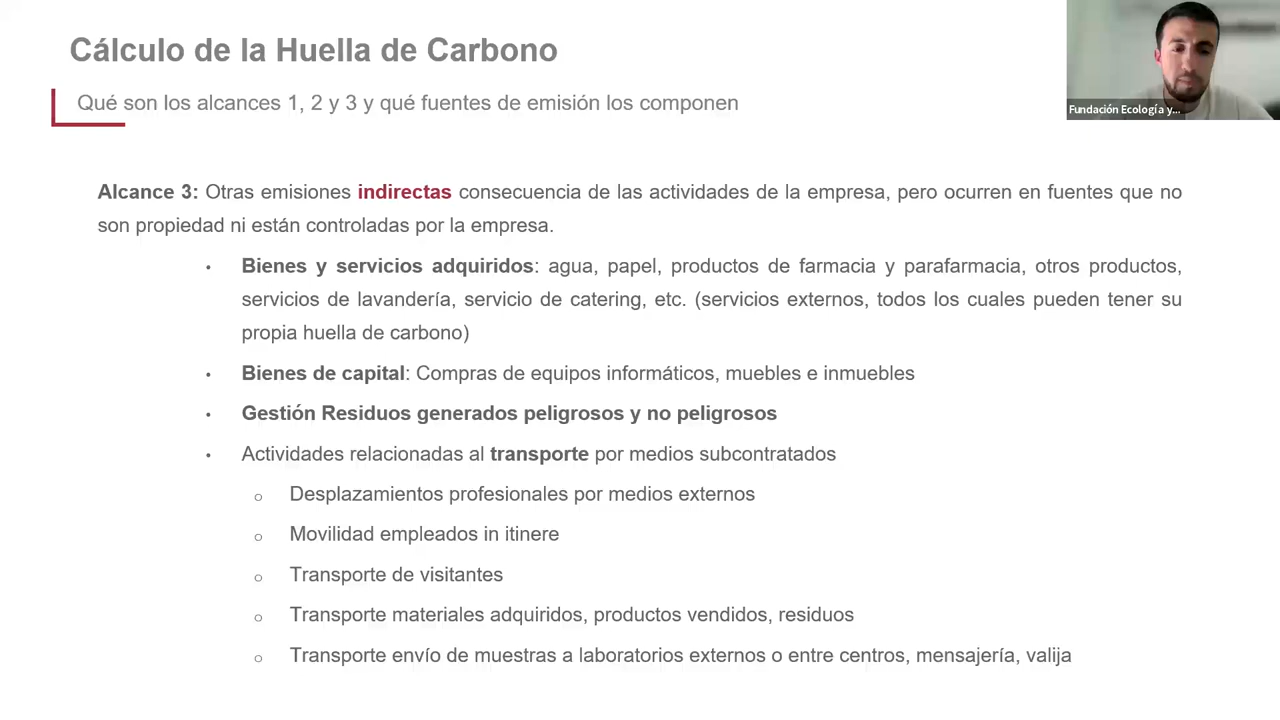 Cálculo de la Huella de Carbono
Qué son los alcances 1, 2 y 3 y qué fuentes de emisión los componen
Fundación Ecología y...
Alcance 3: Otras emisiones indirectas consecuencia de las actividades de la empresa, pero ocurren en fuentes que no
son propiedad ni están controladas por la empresa.
• Bienes y servicios adquiridos: agua, papel, productos de farmacia y parafarmacia, otros productos,
servicios de lavandería, servicio de catering, etc. (servicios externos, todos los cuales pueden tener su
propia huella de carbono)
• Bienes de capital: Compras de equipos informáticos, muebles e inmuebles
• Gestión Residuos generados peligrosos y no peligrosos
• Actividades relacionadas al transporte por medios subcontratados
o Desplazamientos profesionales por medios externos
o Movilidad empleados in itinere
o Transporte de visitantes
o Transporte materiales adquiridos, productos vendidos, residuos
o Transporte envío de muestras a laboratorios externos o entre centros, mensajería, valija